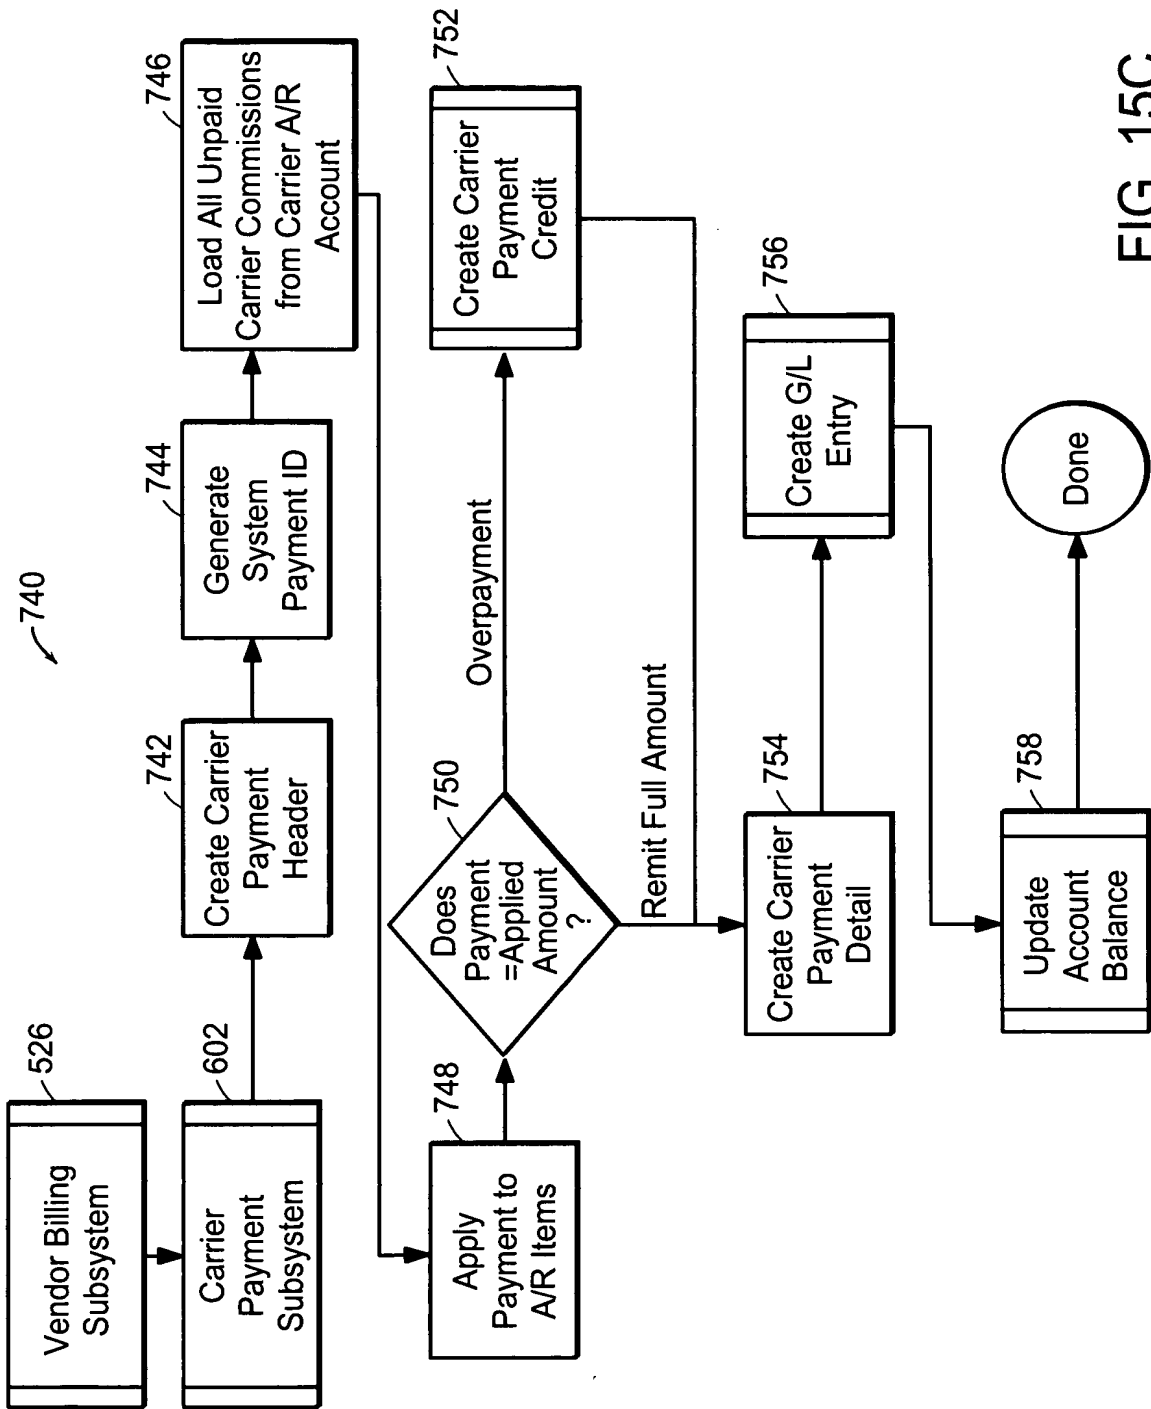 740
526
Vendor Billing
Subsystem
602
Carrier
Payment
Subsystem
742
Create Carrier
Payment
Header
744
Generate
System
Payment ID
746
Load All Unpaid
Carrier Commissions
from Carrier A/R
Account
748
Apply
Payment to
A/R Items
750
Does
Payment
=Applied
Amount
?
Overpayment
752
Create Carrier
Payment
Credit
Remit Full Amount
754
Create Carrier
Payment
Detail
756
Create G/L
Entry
758
Update
Account
Balance
Done
FIG. 15C